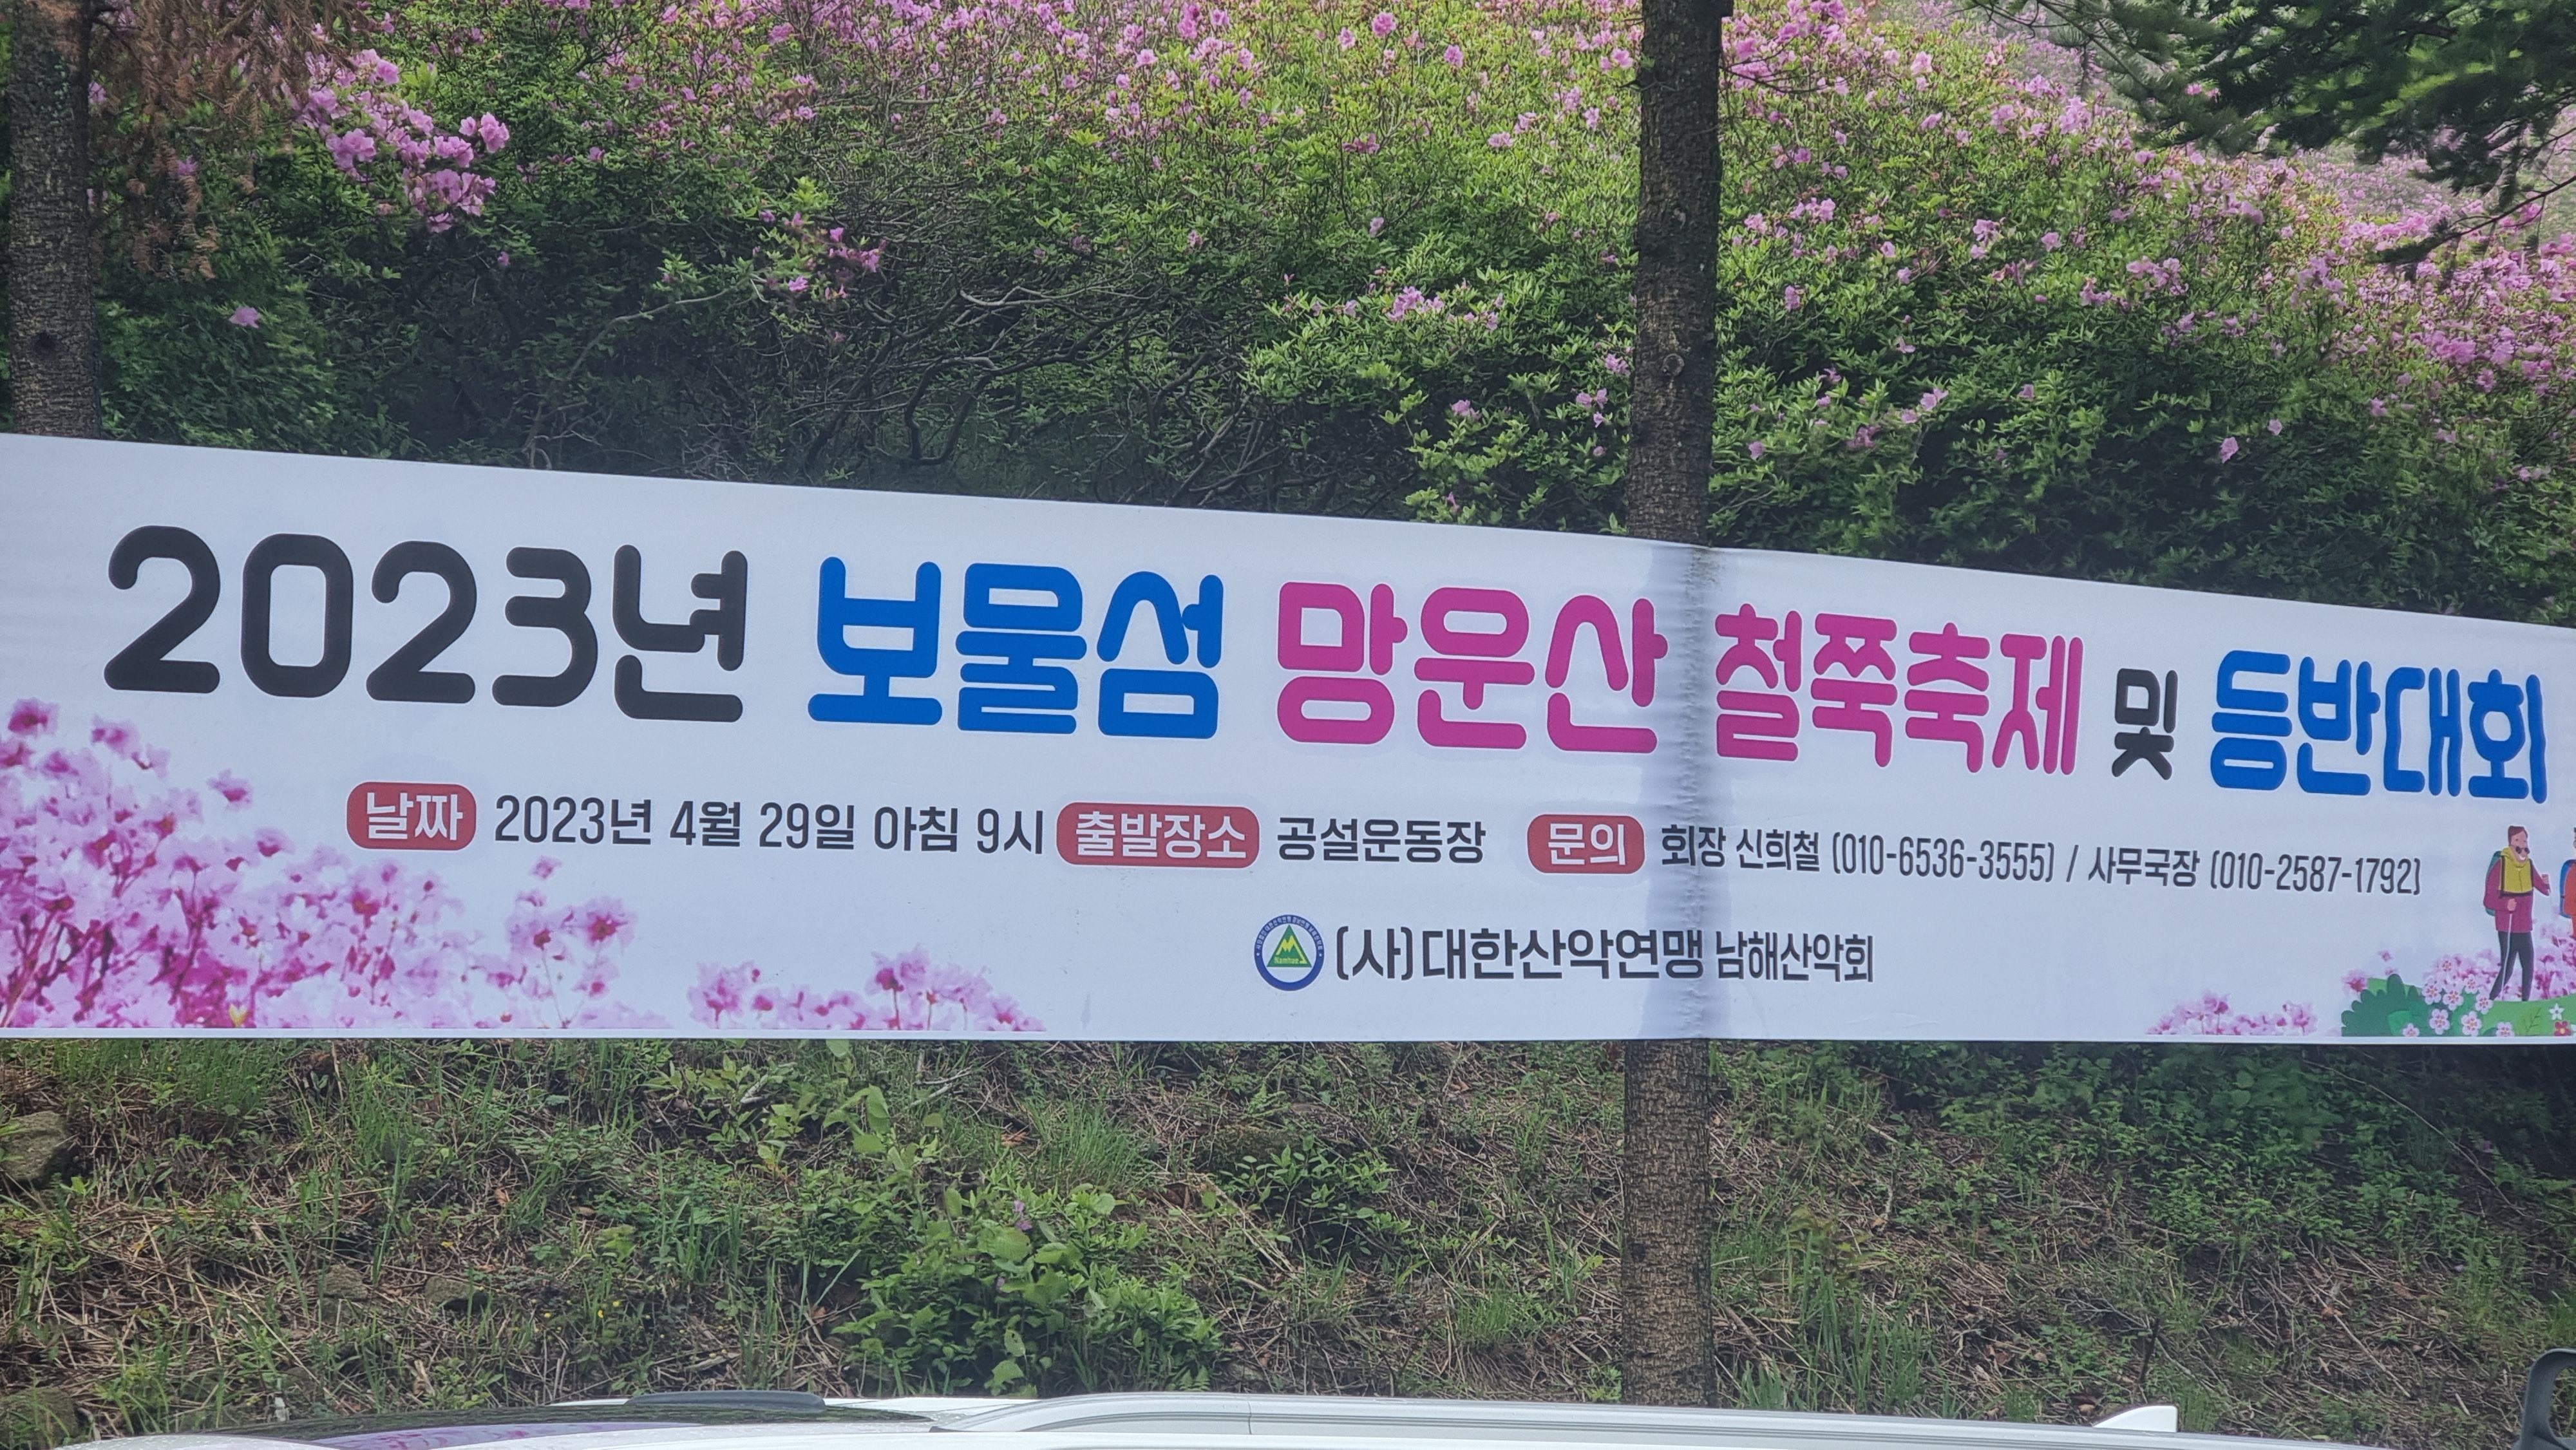 2023년 보물섬 망운산 철쭉축제 및 등반대회
날짜 2023년 4월 29일 아침 9시 출발장소 공설운동장 문의 회장 신희철 (010-6536-3555) / 사무국장 (010-2587-1792)
Namhae (사)대한산악연맹 남해산악회